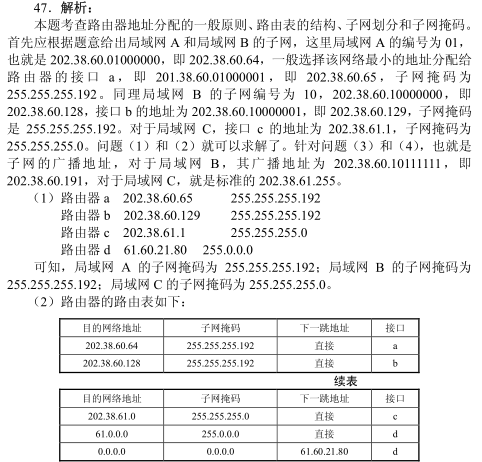 47．解析：
本题考查路由器地址分配的一般原则、路由表的结构、子网划分和子网掩码。
首先应根据题意给出局域网 A 和局域网 B 的子网，这里局域网 A 的编号为 01，
也就是 202.38.60.01000000，即 202.38.60.64，一般选择该网络最小的地址分配给
路由器的接口 a，即 201.38.60.01000001，即 202.38.60.65，子网掩码为
255.255.255.192。同理局域网 B 的子网编号为 10，202.38.60.10000000，即
202.38.60.128，接口 b 的地址为 202.38.60.10000001，即 202.38.60.129，子网掩码
是 255.255.255.192。对于局域网 C，接口 c 的地址为 202.38.61.1，子网掩码为
255.255.255.0。问题（1）和（2）就可以求解了。针对问题（3）和（4），也就是
子网的广播地址，对于局域网 B，其广播地址为 202.38.60.10111111，即
202.38.60.191，对于局域网 C，就是标准的 202.38.61.255。
（1）路由器 a 202.38.60.65 255.255.255.192
路由器 b 202.38.60.129 255.255.255.192
路由器 c 202.38.61.1 255.255.255.0
路由器 d 61.60.21.80 255.0.0.0
可知，局域网 A 的子网掩码为 255.255.255.192；局域网 B 的子网掩码为
255.255.255.192；局域网 C 的子网掩码为 255.255.255.0。
（2）路由器的路由表如下：
目的网络地址 子网掩码 下一跳地址 接口
202.38.60.64 255.255.255.192 直接 a
202.38.60.128 255.255.255.192 直接 b
续表
目的网络地址 子网掩码 下一跳地址 接口
202.38.61.0 255.255.255.0 直接 c
61.0.0.0 255.0.0.0 直接 d
0.0.0.0 0.0.0.0 61.60.21.80 d